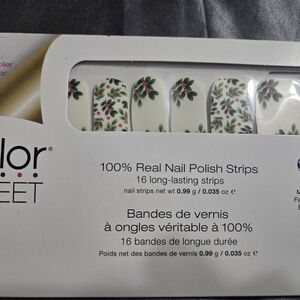 lor
EET
100% Real Nail Polish Strips
16 long-lasting strips
nail strips net wt 0.99 g / 0.035 oz ℮
Bandes de vernis
à ongles véritable à 100%
16 bandes de longue durée
Poids net des bandes de vernis 0.99 g / 0.035 oz ℮